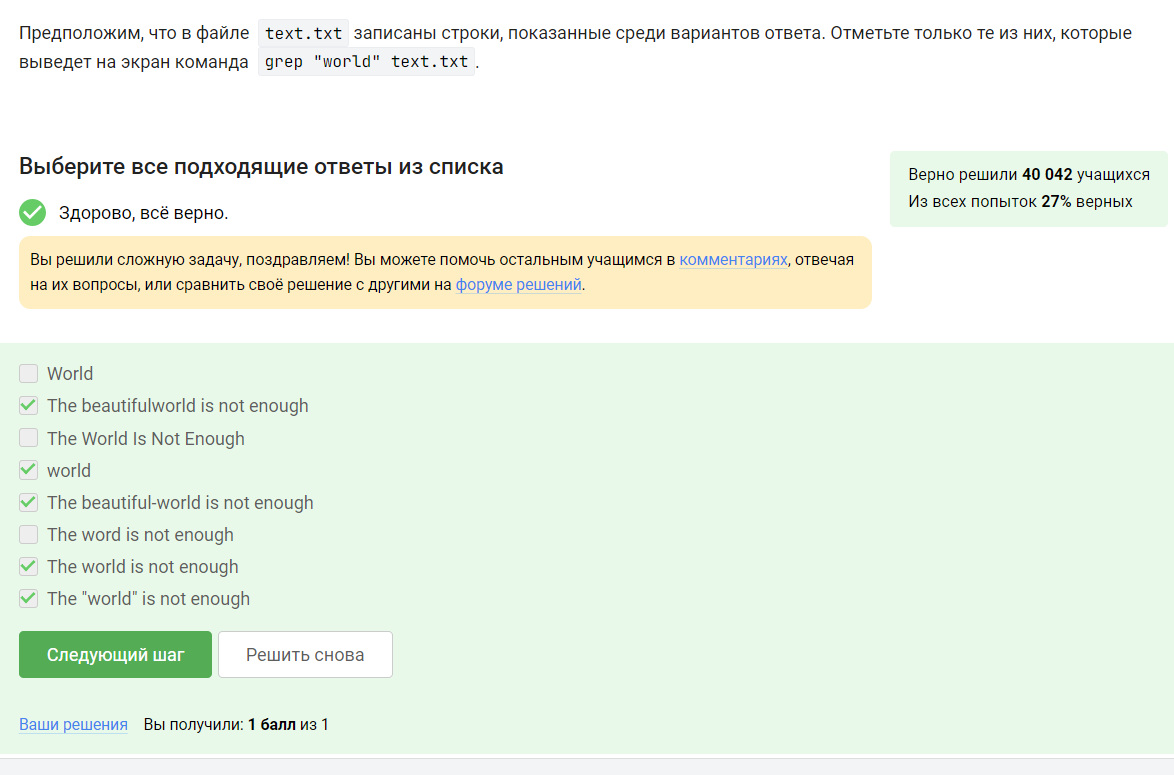 Предположим, что в файле text.txt записаны строки, показанные среди вариантов ответа. Отметьте только те из них, которые
выведет на экран команда grep "world" text.txt.
Выберите все подходящие ответы из списка
Верно решили 40 042 учащихся
Из всех попыток 27% верных
Здорово, всё верно.
Вы решили сложную задачу, поздравляем! Вы можете помочь остальным учащимся в комментариях, отвечая
на их вопросы, или сравнить своё решение с другими на форуме решений.
World
The beautifulworld is not enough
The World Is Not Enough
world
The beautiful-world is not enough
The word is not enough
The world is not enough
The "world" is not enough
Следующий шаг
Решить снова
Ваши решения Вы получили: 1 балл из 1